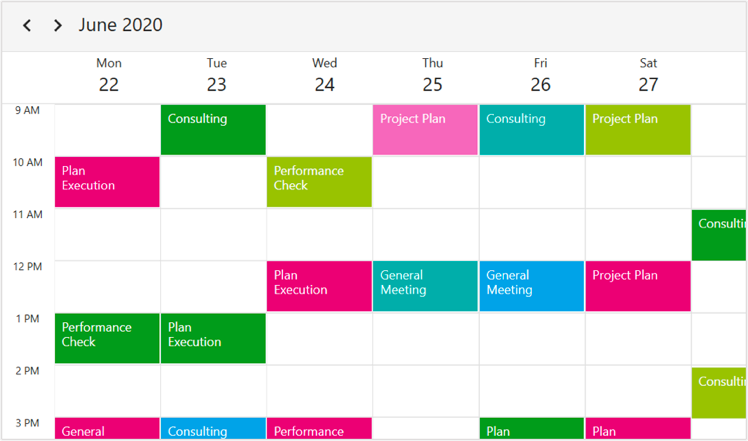 June 2020
Mon Tue Wed Thu Fri Sat
22 23 24 25 26 27
9 AM
Consulting
Project Plan
Consulting
Project Plan
10 AM
Plan
Execution
Performance
Check
11 AM
Consulti
12 PM
Plan
Execution
General
Meeting
General
Meeting
Project Plan
1 PM
Performance
Check
Plan
Execution
2 PM
Consulti
3 PM
General
Consulting
Performance
Plan
Plan